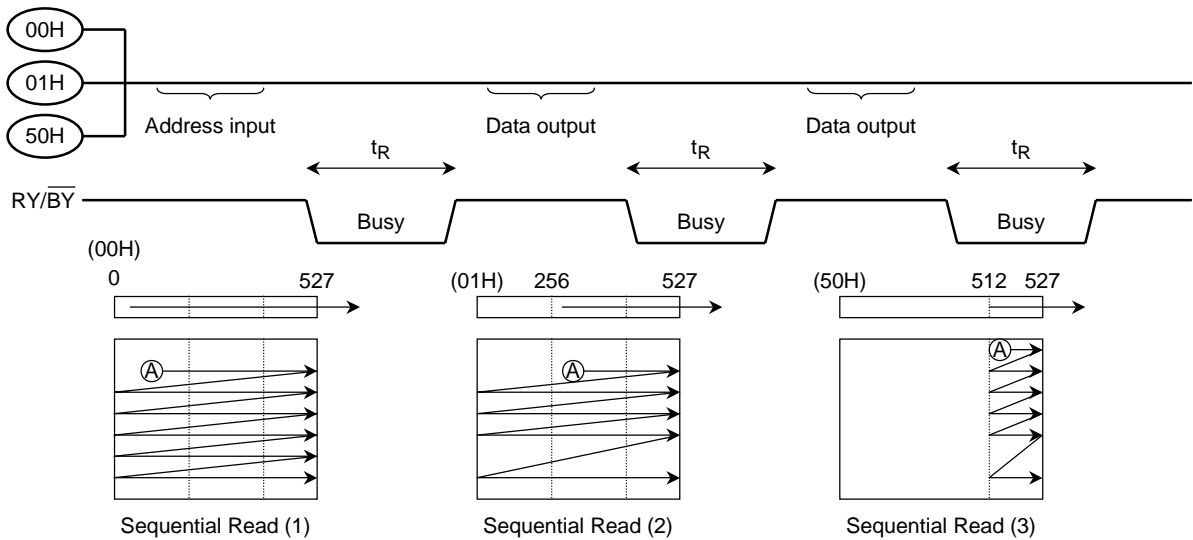 00H
01H
50H
Address input
Data output
Data output
tR
tR
tR
RY/BY
Busy
Busy
Busy
(00H)
0 527
(01H) 256 527
(50H) 512 527
A
A
A
Sequential Read (1)
Sequential Read (2)
Sequential Read (3)